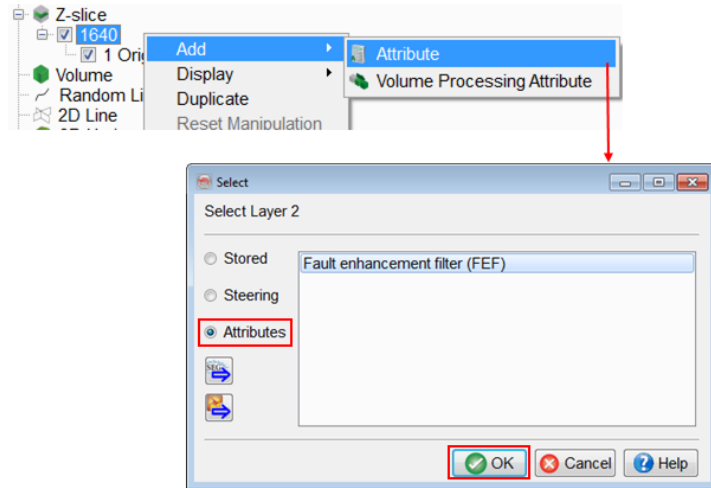 Z-slice
1640
1 Orig
Add
Attribute
Volume
Display
Volume Processing Attribute
Random Li
Duplicate
2D Line
Reset Manipulation
Select
Select Layer 2
Stored
Fault enhancement filter (FEF)
Steering
Attributes
OK
Cancel
Help